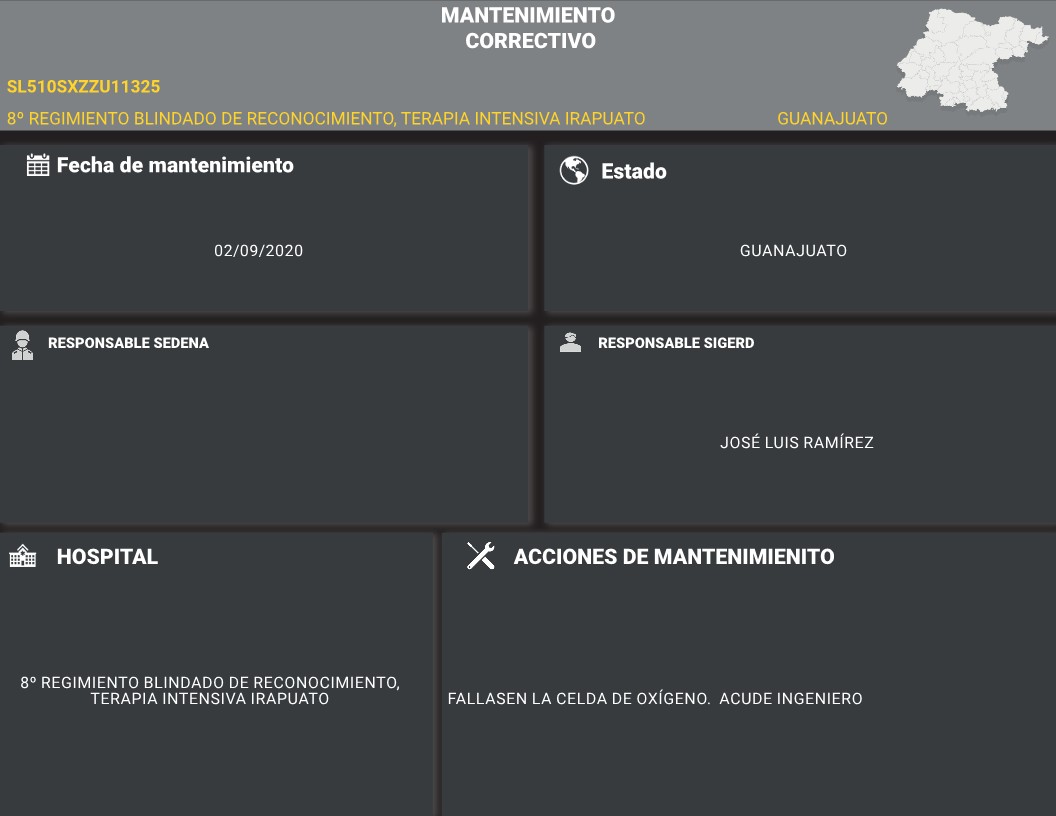 MANTENIMIENTO
CORRECTIVO
SL510SXZZU11325
8º REGIMIENTO BLINDADO DE RECONOCIMIENTO, TERAPIA INTENSIVA IRAPUATO GUANAJUATO
Fecha de mantenimiento
02/09/2020
Estado
GUANAJUATO
RESPONSABLE SEDENA
RESPONSABLE SIGERD
JOSÉ LUIS RAMÍREZ
HOSPITAL
8º REGIMIENTO BLINDADO DE RECONOCIMIENTO,
TERAPIA INTENSIVA IRAPUATO
ACCIONES DE MANTENIMIENITO
FALLASEN LA CELDA DE OXÍGENO.  ACUDE INGENIERO